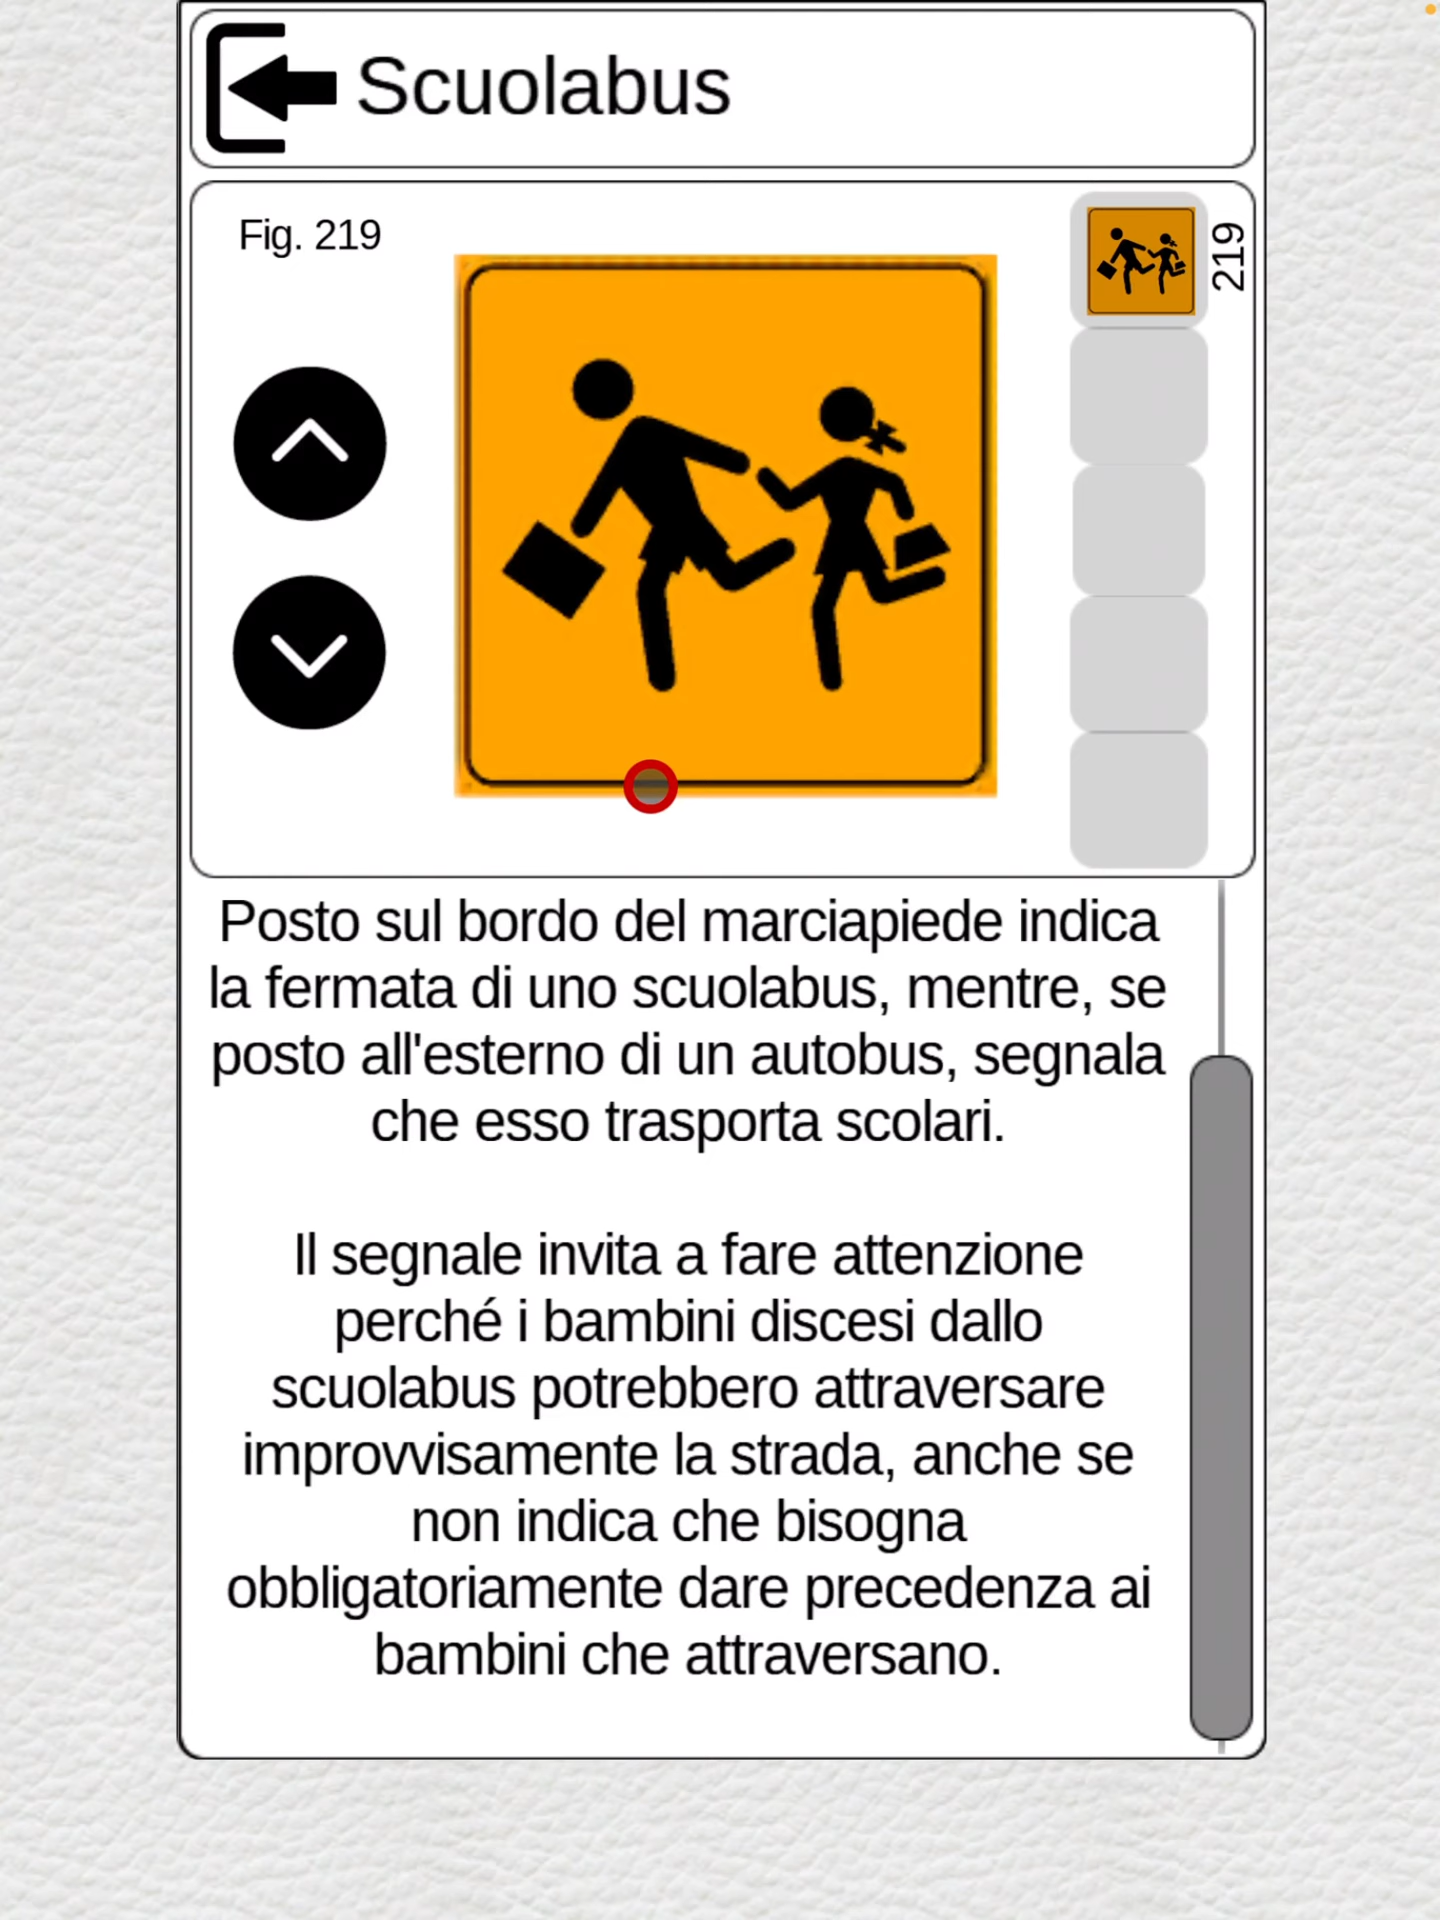 Scuolabus
Fig. 219
219
Posto sul bordo del marciapiede indica
la fermata di uno scuolabus, mentre, se
posto all'esterno di un autobus, segnala
che esso trasporta scolari.
Il segnale invita a fare attenzione
perché i bambini discesi dallo
scuolabus potrebbero attraversare
improvvisamente la strada, anche se
non indica che bisogna
obbligatoriamente dare precedenza ai
bambini che attraversano.